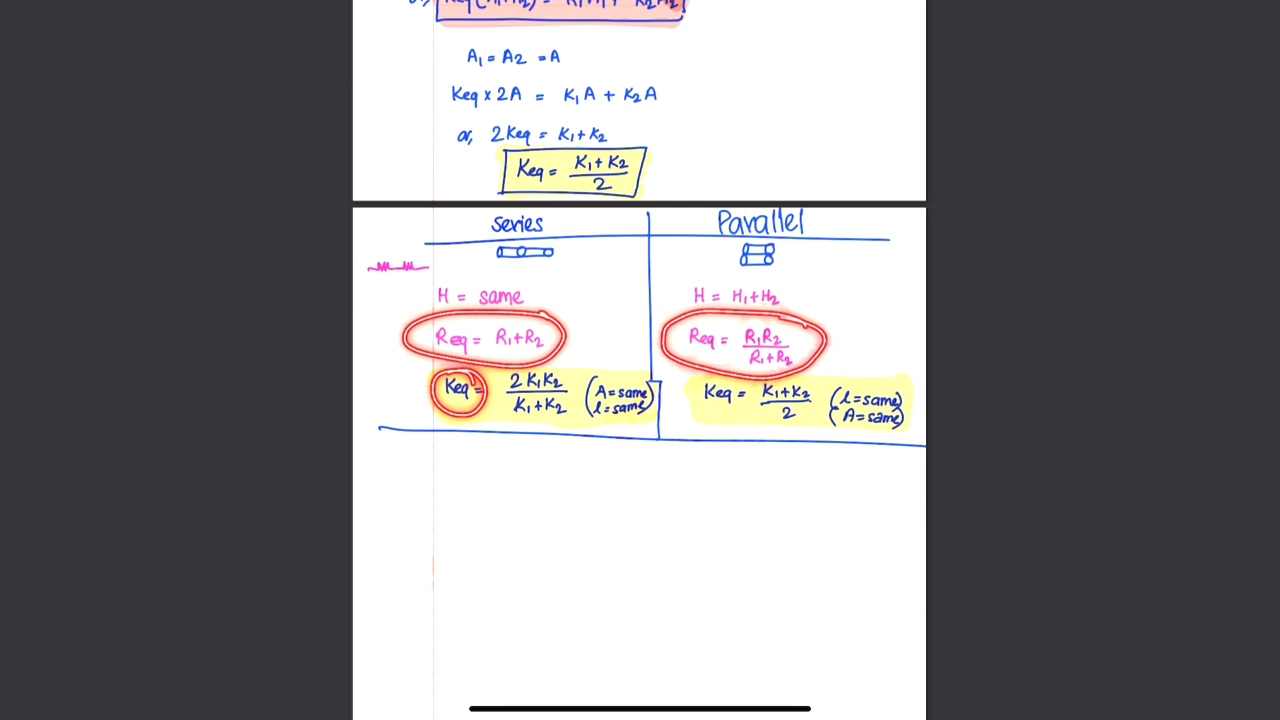 A₁ = A₂ = A
Keq × 2A = K₁A + K₂A
or, 2Keq = K₁+K₂
Keq = K₁+K₂/2
Series Parallel
H = same H = H₁+H₂
Req = R₁+R₂ Req = R₁R₂/R₁+R₂
Keq = 2K₁K₂/K₁+K₂ (A=same l=same) Keq = K₁+K₂/2 (l=same) (A=same)